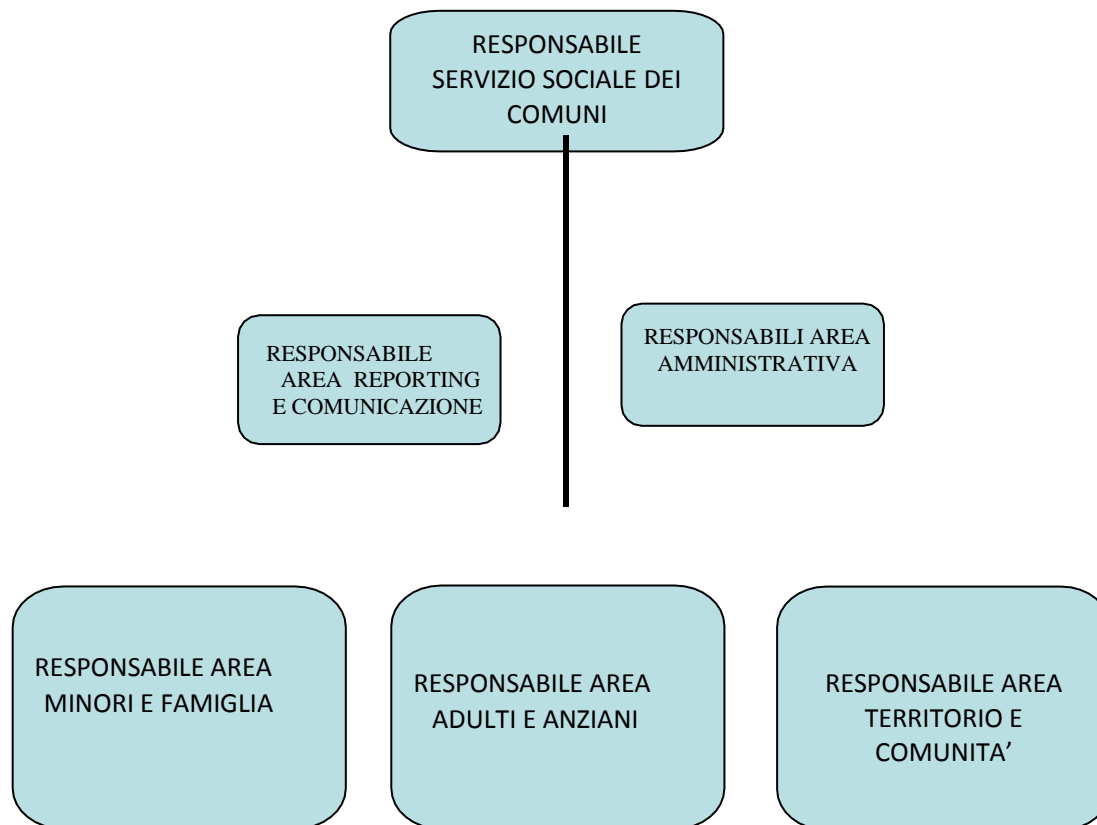 RESPONSABILE
SERVIZIO SOCIALE DEI
COMUNI
RESPONSABILE
AREA REPORTING
E COMUNICAZIONE
RESPONSABILI AREA
AMMINISTRATIVA
RESPONSABILE AREA
MINORI E FAMIGLIA
RESPONSABILE AREA
ADULTI E ANZIANI
RESPONSABILE AREA
TERRITORIO E
COMUNITA’